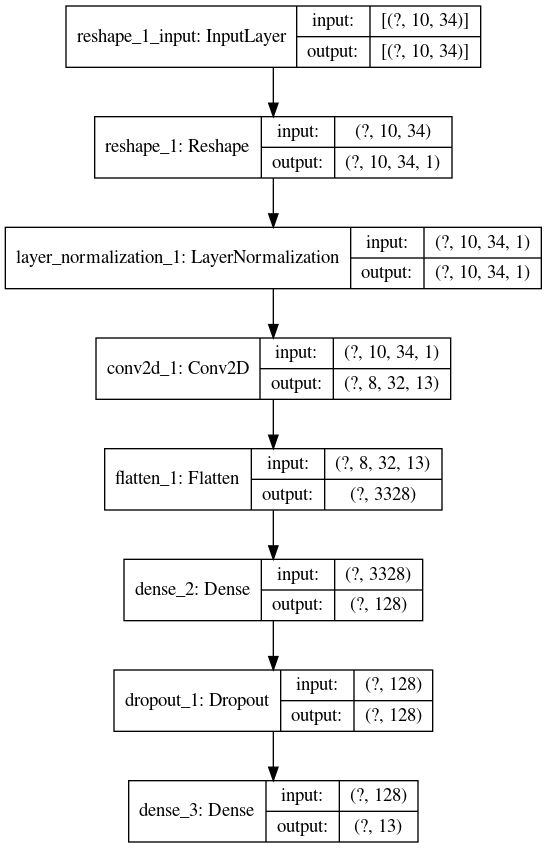 reshape_1_input: InputLayer
input:
[(?, 10, 34)]
output:
[(?, 10, 34)]
reshape_1: Reshape
input:
(?, 10, 34)
output:
(?, 10, 34, 1)
layer_normalization_1: LayerNormalization
input:
(?, 10, 34, 1)
output:
(?, 10, 34, 1)
conv2d_1: Conv2D
input:
(?, 10, 34, 1)
output:
(?, 8, 32, 13)
flatten_1: Flatten
input:
(?, 8, 32, 13)
output:
(?, 3328)
dense_2: Dense
input:
(?, 3328)
output:
(?, 128)
dropout_1: Dropout
input:
(?, 128)
output:
(?, 128)
dense_3: Dense
input:
(?, 128)
output:
(?, 13)